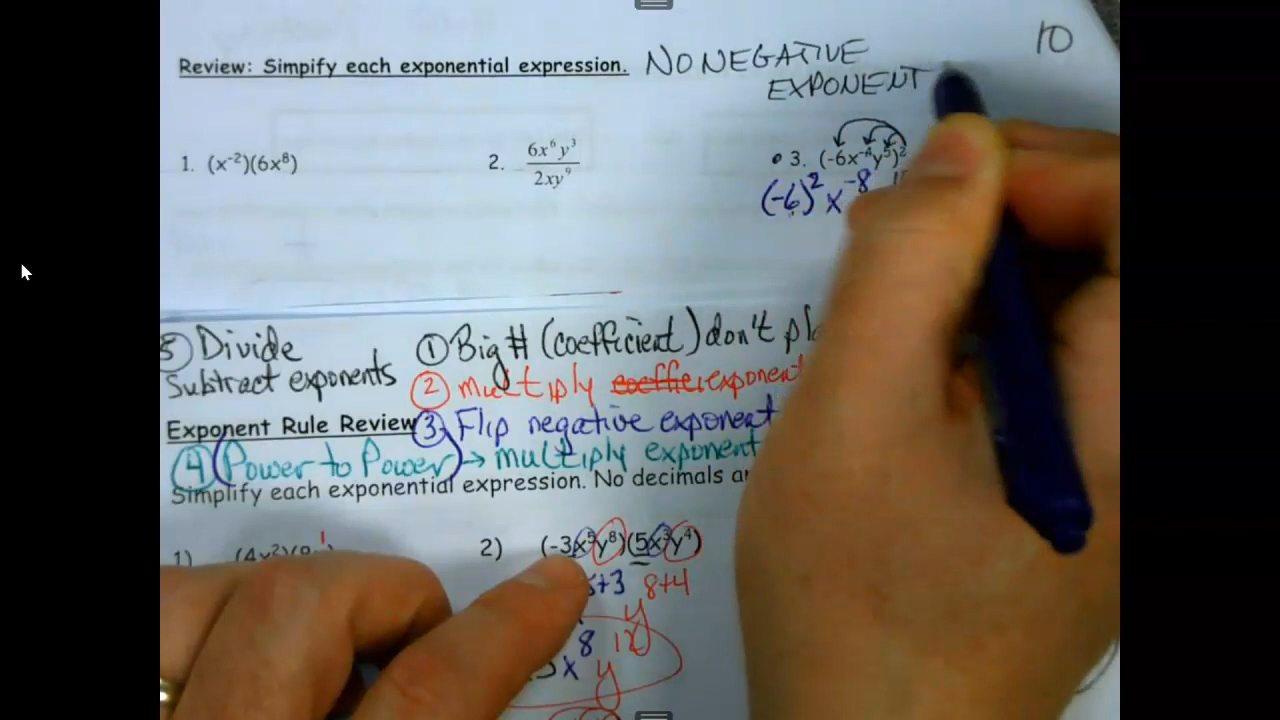 10
Review: Simpify each exponential expression. NO NEGATIVE
EXPONENT
1. (x⁻²)(6x⁸)
2. 6x⁶y³
2xy⁹
• 3. (-6x⁻⁴y⁵)²
(-6)² x⁻⁸
5 Divide
Subtract exponents
① Big # (coefficient) don't
② multiply exponent
③ Flip negative exponent
Exponent Rule Review
④ (Power to Power) → multiply exponent
Simplify each exponential expression. No decimals
1)
2) (-3x⁵y⁸)(5x³y⁴)
+3 8+4
y
8 12
x y